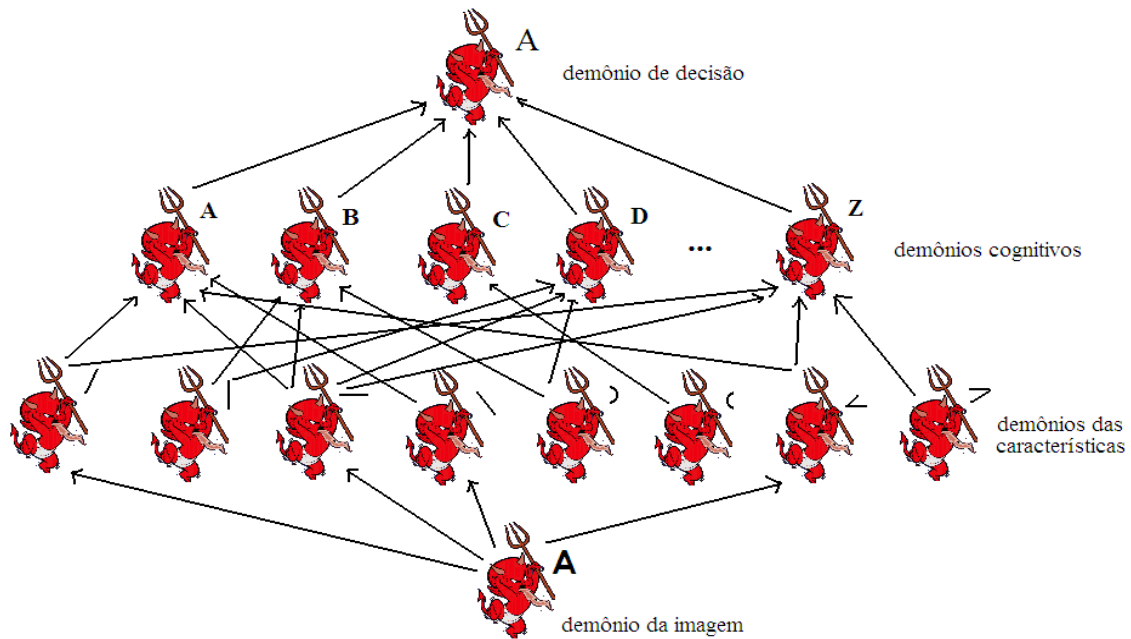 A
demônio de decisão
A B C D ... Z
demônios cognitivos
demônios das
características
A
demônio da imagem